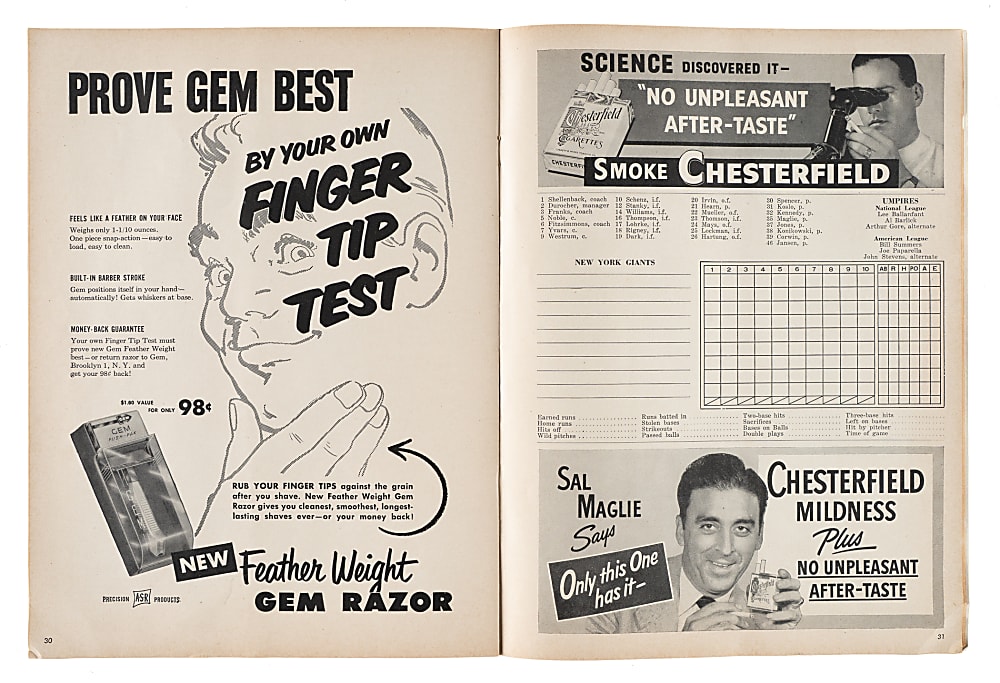 PROVE GEM BEST
BY YOUR OWN
FINGER
TIP
TEST
FEELS LIKE A FEATHER ON YOUR FACE
Weighs only 1-1/10 ounces.
One piece snap-action—easy to
load, easy to clean.
BUILT-IN BARBER STROKE
Gem positions itself in your hand—
automatically! Gets whiskers at base.
MONEY-BACK GUARANTEE
Your own Finger Tip Test must
prove new Gem Feather Weight
best—or return razor to Gem,
Brooklyn 1, N. Y. and
get your 98¢ back!
$1.00 VALUE
FOR ONLY 98¢
GEM
PUSH-PAK
RUB YOUR FINGER TIPS against the grain
after you shave. New Feather Weight Gem
Razor gives you cleanest, smoothest, longest-
lasting shaves ever—or your money back!
NEW Feather Weight
GEM RAZOR
PRECISION ASR PRODUCTS
30
SCIENCE DISCOVERED IT—
"NO UNPLEASANT
AFTER-TASTE"
Chesterfield
CIGARETTES
CHESTERFI
SMOKE CHESTERFIELD
1 Shellenback, coach
2 Durocher, manager
3 Franks, coach
5 Noble, c.
6 Fitzsimmons, coach
7 Yvars, c.
9 Westrum, c.
10 Schenz, i.f.
12 Stanky, i.f.
14 Williams, i.f.
16 Thompson, i.f.
17 Lohrke, i.f.
18 Rigney, i.f.
19 Dark, i.f.
20 Irvin, o.f.
21 Hearn, p.
22 Mueller, o.f.
23 Thomson, i.f.
24 Mays, o.f.
25 Lockman, i.f.
26 Hartung, o.f.
30 Spencer, p.
31 Koslo, p.
32 Kennedy, p.
35 Maglie, p.
37 Jones, p.
38 Konikowski, p.
39 Corwin, p.
46 Jansen, p.
UMPIRES
National League
Lee Ballanfant
Al Barlick
Arthur Gore, alternate
American League
Bill Summers
Joe Paparella
John Stevens, alternate
NEW YORK GIANTS
1 2 3 4 5 6 7 8 9 10 AB R H PO A E
Earned runs
Home runs
Hits off
Wild pitches
Runs batted in
Stolen bases
Strikeouts
Passed balls
Two-base hits
Sacrifices
Bases on Balls
Double plays
Three-base hits
Left on bases
Hit by pitcher
Time of game
SAL
MAGLIE
Says
Only this One
has it—
Chesterfield
CHESTERFIELD
MILDNESS
Plus
NO UNPLEASANT
AFTER-TASTE
31